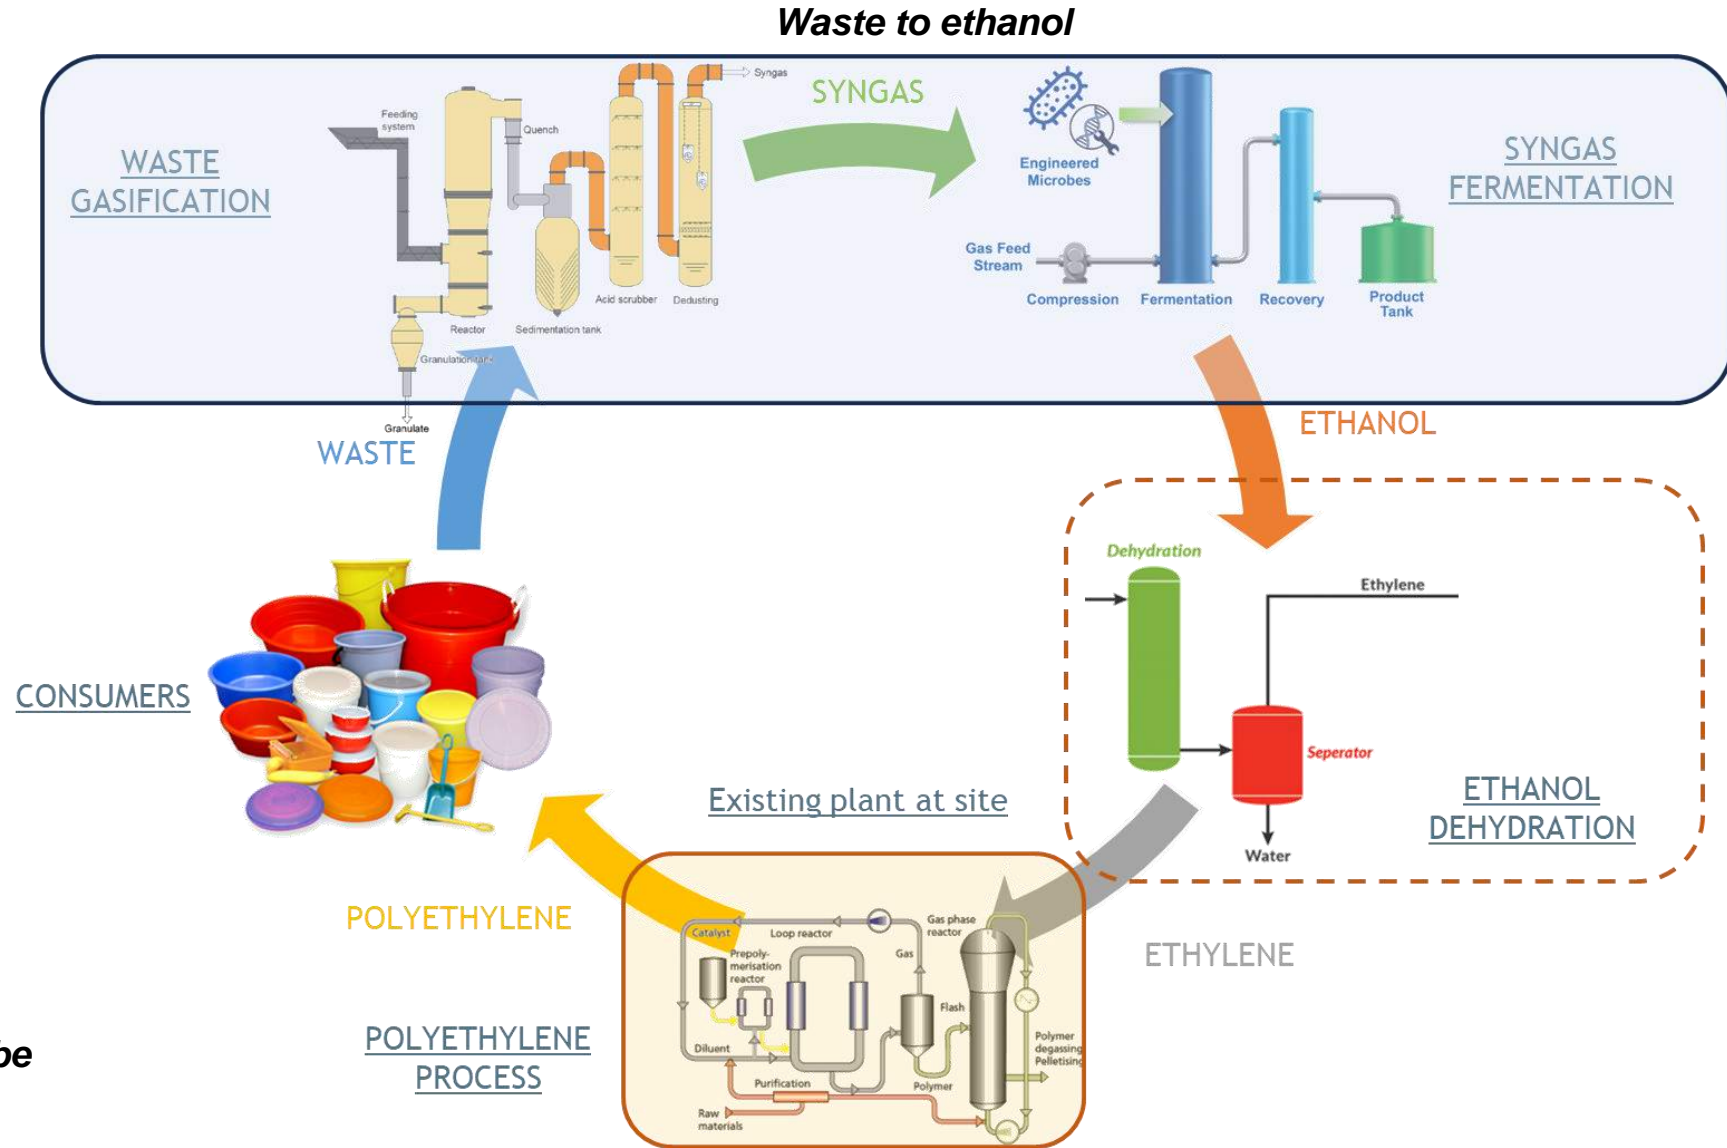 Waste to ethanol
WASTE
GASIFICATION
Feeding
system
Quench
Syngas
Acid scrubber
Dedusting
Reactor
Sedimentation tank
Granulation tank
Granulate
SYNGAS
Engineered
Microbes
Gas Feed
Stream
Compression
Fermentation
Recovery
Product
Tank
SYNGAS
FERMENTATION
WASTE
ETHANOL
Dehydration
Ethylene
Seperator
Water
ETHANOL
DEHYDRATION
CONSUMERS
Existing plant at site
POLYETHYLENE
ETHYLENE
POLYETHYLENE
PROCESS
Catalyst
Loop reactor
Gas phase
reactor
Prepoly-
merisation
reactor
Gas
Flash
Diluent
Polymer
degassing
Pelletising
Purification
Polymer
Raw
materials
be